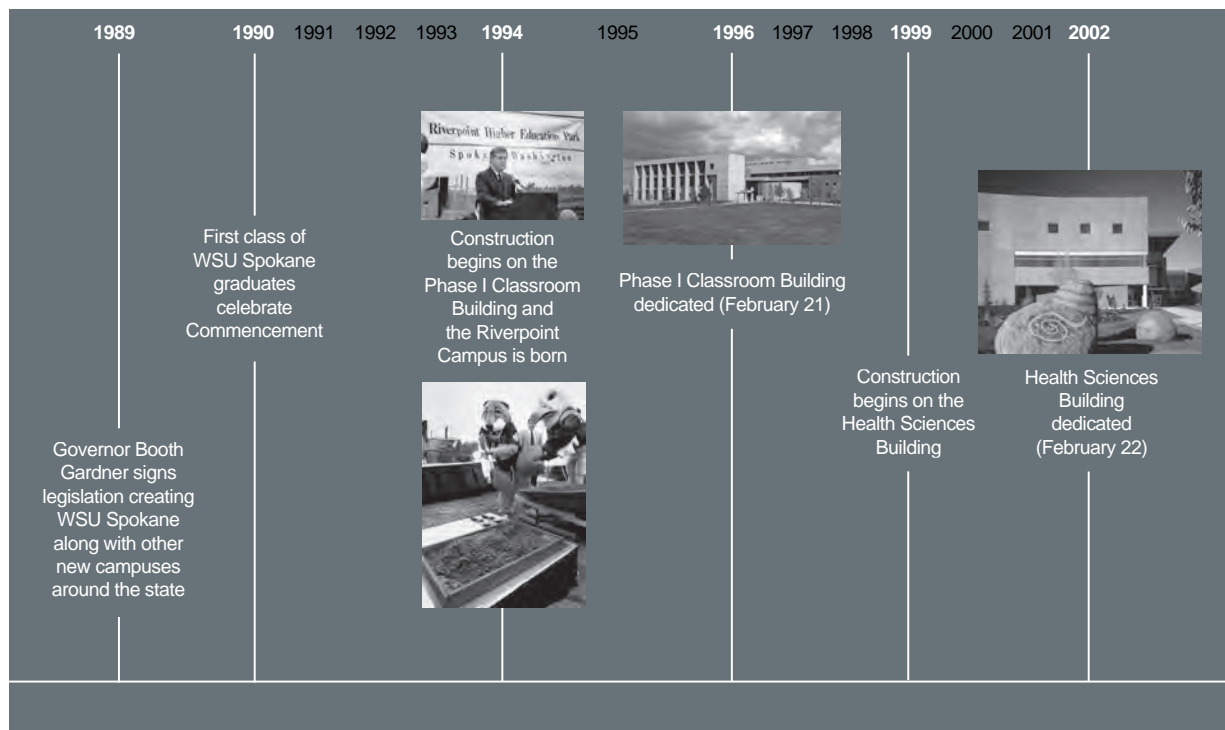 1989 1990 1991 1992 1993 1994 1995 1996 1997 1998 1999 2000 2001 2002
Governor Booth
Gardner signs
legislation creating
WSU Spokane
along with other
new campuses
around the state
First class of
WSU Spokane
graduates
celebrate
Commencement
Riverpoint Higher Education Park
Spokane Washington
Construction
begins on the
Phase I Classroom
Building and
the Riverpoint
Campus is born
Phase I Classroom Building
dedicated (February 21)
Construction
begins on the
Health Sciences
Building
Health Sciences
Building
dedicated
(February 22)